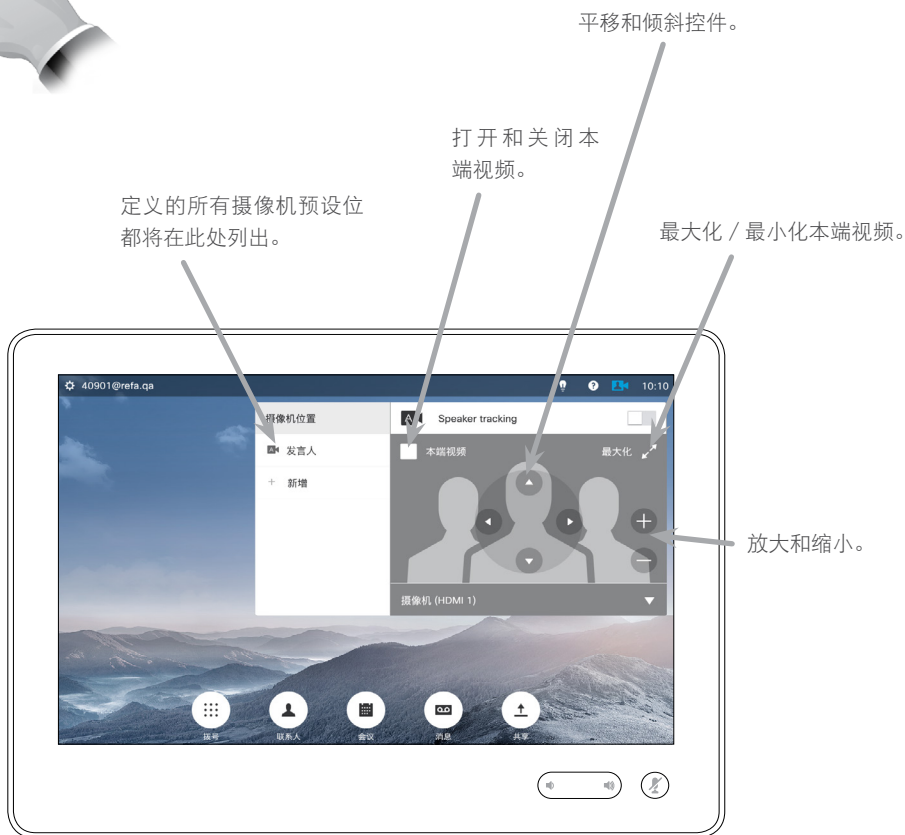 平移和倾斜控件。
打开和关闭本
端视频。
定义的所有摄像机预设位
都将在此处列出。
最大化 / 最小化本端视频。
40901@refa.qa
10:10
摄像机位置
Speaker tracking
发言人
本端视频
最大化
+ 新增
放大和缩小。
摄像机 (HDMI 1)
拨号
联系人
会议
消息
共享